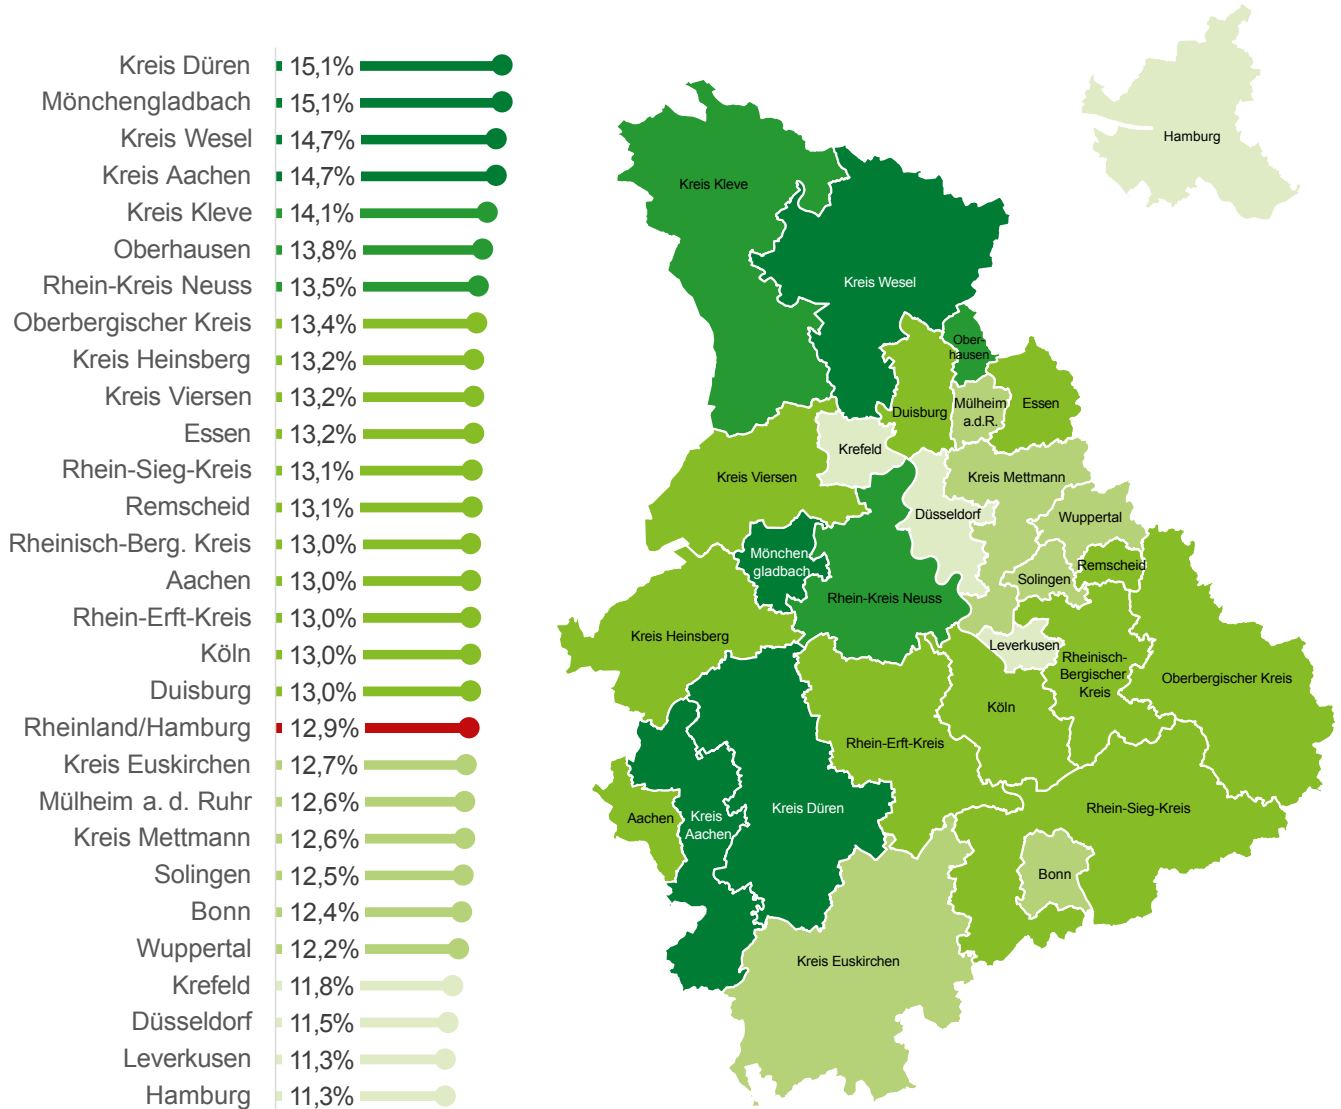 Kreis Düren 15,1%
Mönchengladbach 15,1%
Kreis Wesel 14,7%
Kreis Aachen 14,7%
Kreis Kleve 14,1%
Oberhausen 13,8%
Rhein-Kreis Neuss 13,5%
Oberbergischer Kreis 13,4%
Kreis Heinsberg 13,2%
Kreis Viersen 13,2%
Essen 13,2%
Rhein-Sieg-Kreis 13,1%
Remscheid 13,1%
Rheinisch-Berg. Kreis 13,0%
Aachen 13,0%
Rhein-Erft-Kreis 13,0%
Köln 13,0%
Duisburg 13,0%
Rheinland/Hamburg 12,9%
Kreis Euskirchen 12,7%
Mülheim a. d. Ruhr 12,6%
Kreis Mettmann 12,6%
Solingen 12,5%
Bonn 12,4%
Wuppertal 12,2%
Krefeld 11,8%
Düsseldorf 11,5%
Leverkusen 11,3%
Hamburg 11,3%
Hamburg
Kreis Kleve
Kreis Wesel
Ober-
hausen
Duisburg
Mülheim
a.d.R.
Essen
Krefeld
Kreis Viersen
Kreis Mettmann
Düsseldorf
Wuppertal
Mönchen
gladbach
Solingen
Remscheid
Rhein-Kreis Neuss
Kreis Heinsberg
Leverkusen
Rheinisch-
Bergischer
Kreis
Oberbergischer Kreis
Köln
Rhein-Erft-Kreis
Aachen
Kreis
Aachen
Kreis Düren
Rhein-Sieg-Kreis
Bonn
Kreis Euskirchen